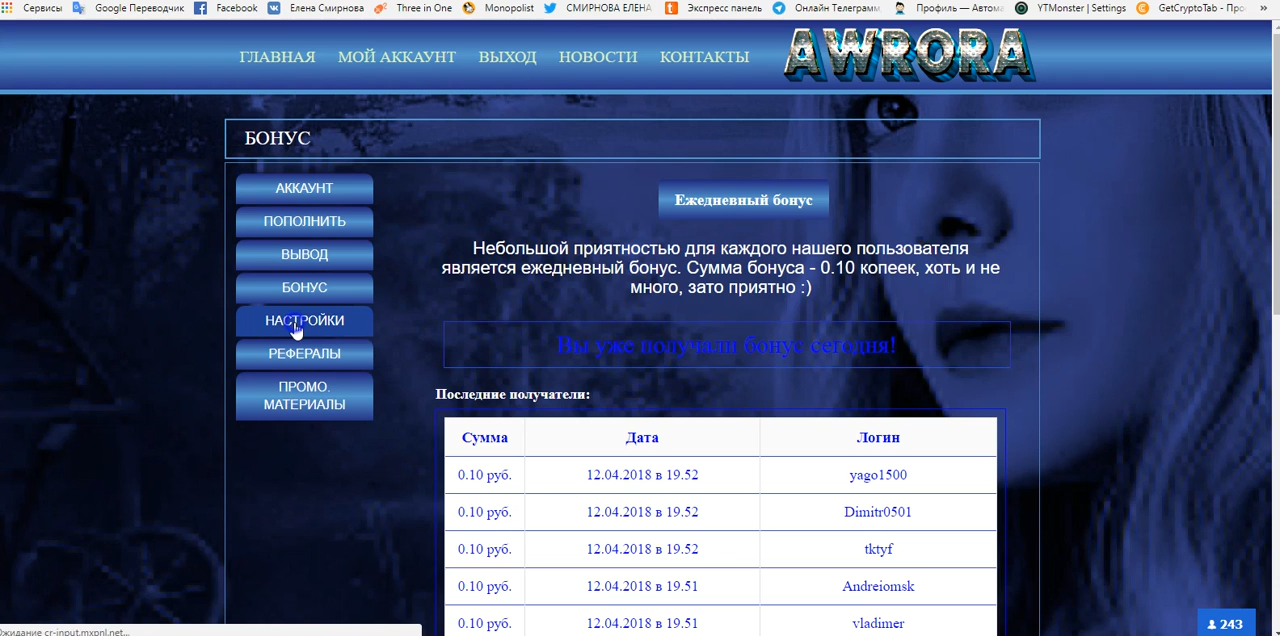 Сервисы Google Переводчик Facebook Елена Смирнова Three in One Monopolist СМИРНОВА ЕЛЕНА Экспресс панель Онлайн Телеграмм Профиль — Автома YTMonster | Settings GetCryptoTab - Про »
ГЛАВНАЯ МОЙ АККАУНТ ВЫХОД НОВОСТИ КОНТАКТЫ AWRORA
БОНУС
АККАУНТ
ПОПОЛНИТЬ
ВЫВОД
БОНУС
НАСТРОЙКИ
РЕФЕРАЛЫ
ПРОМО.
МАТЕРИАЛЫ
Ежедневный бонус
Небольшой приятностью для каждого нашего пользователя
является ежедневный бонус. Сумма бонуса - 0.10 копеек, хоть и не
много, зато приятно :)
Вы уже получали бонус сегодня!
Последние получатели:
Сумма Дата Логин
0.10 руб. 12.04.2018 в 19.52 yago1500
0.10 руб. 12.04.2018 в 19.52 Dimitr0501
0.10 руб. 12.04.2018 в 19.52 tktyf
0.10 руб. 12.04.2018 в 19.51 Andreiomsk
0.10 руб. 12.04.2018 в 19.51 vladimer
243
Ожидание cr-input.mxpnl.net...